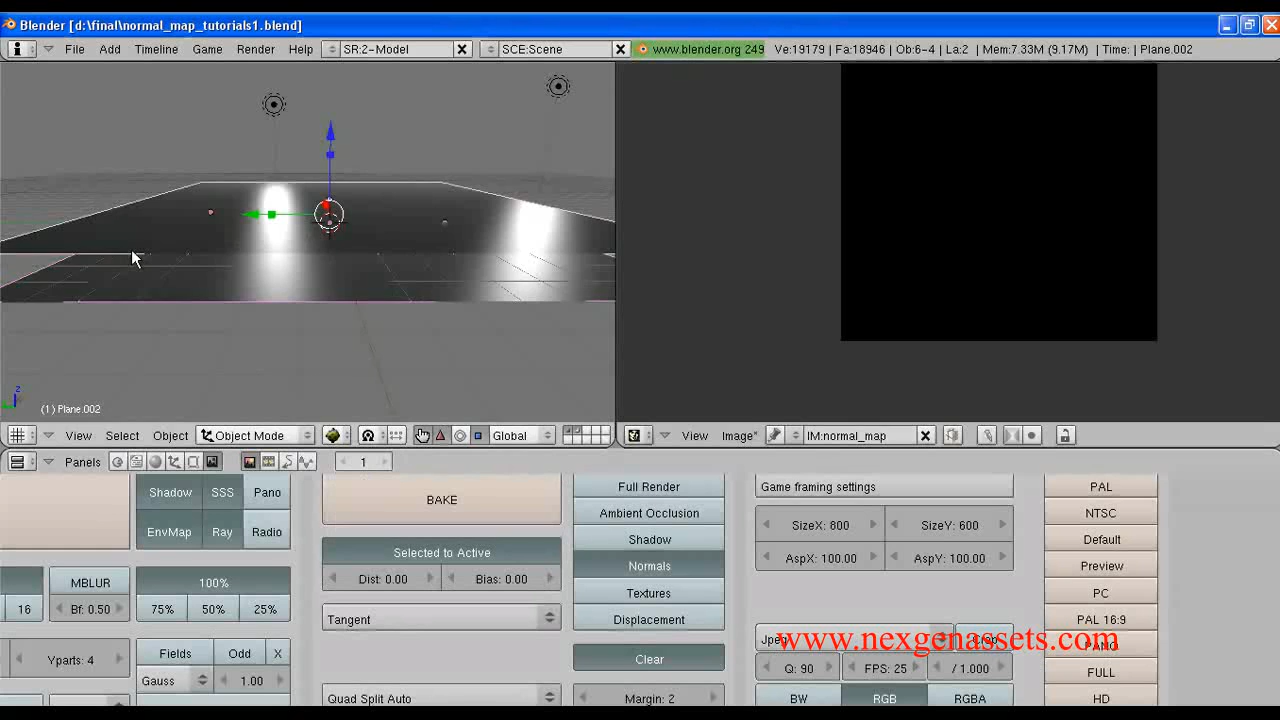 Blender [d:\final\normal_map_tutorials1.blend]
File Add Timeline Game Render Help SR:2-Model SCE:Scene www.blender.org 249 Ve:19179 | Fa:18946 | Ob:6-4 | La:2 | Mem:7.33M (9.17M) | Time: | Plane.002
z
(1) Plane.002
View Select Object Object Mode Global View Image* IM:normal_map
Panels 1
Shadow SSS Pano BAKE Full Render Game framing settings PAL
Ambient Occlusion NTSC
EnvMap Ray Radio SizeX: 800 SizeY: 600
Selected to Active Shadow Default
MBLUR 100% Dist: 0.00 Bias: 0.00 Normals AspX: 100.00 AspY: 100.00 Preview
16 Bf: 0.50 75% 50% 25% Textures PC
Tangent Displacement PAL 16:9
Jpeg Crop PANO
www.nexgenassets.com
Yparts: 4 Fields Odd X Clear Q: 90 FPS: 25 / 1.000 FULL
Gauss 1.00
Quad Split Auto Margin: 2 BW RGB RGBA HD